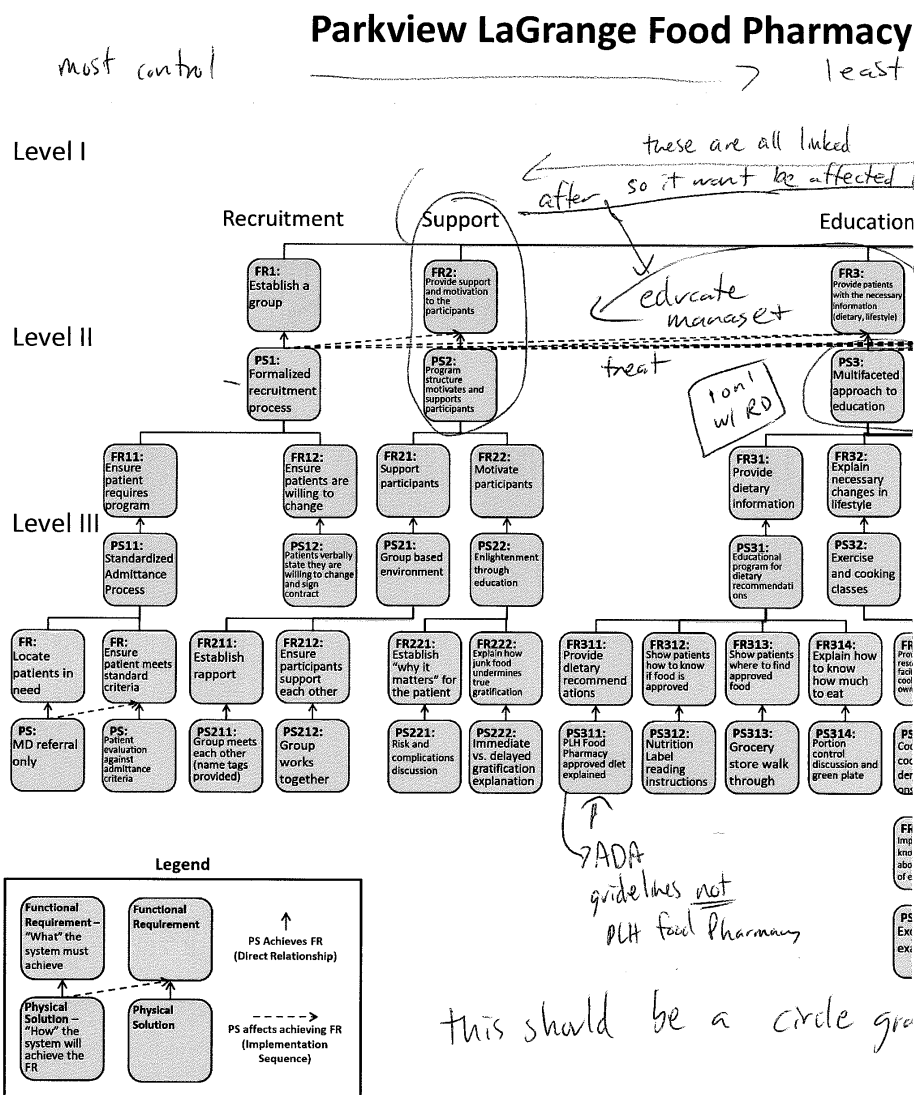 Parkview LaGrange Food Pharmacy
most control
least
Level I
these are all linked
after so it wont be affected
Recruitment
Support
Education
FR1:
Establish a
group
FR2:
Provide support
and motivation
to the
participants
FR3:
Provide patients
with the necessary
information
(dietary, lifestyle)
educate
Level II
treat
PS1:
Formalized
recruitment
process
PS2:
Program
structure
motivates and
supports
participants
PS3:
Multifaceted
approach to
education
1 on 1
w/ RD
FR11:
Ensure
patient
requires
program
FR12:
Ensure
patients are
willing to
change
FR21:
Support
participants
FR22:
Motivate
participants
FR31:
Provide
dietary
information
FR32:
Explain
necessary
changes in
lifestyle
Level III
PS11:
Standardized
Admittance
Process
PS12:
Patients verbally
state they are
willing to change
and sign
contract
PS21:
Group based
environment
PS22:
Enlightenment
through
education
PS31:
Educational
program for
dietary
recommendati
ons
PS32:
Exercise
and cooking
classes
FR:
Locate
patients in
need
FR:
Ensure
patient meets
standard
criteria
FR211:
Establish
rapport
FR212:
Ensure
participants
support
each other
FR221:
Establish
"why it
matters" for
the patient
FR222:
Explain how
junk food
undermines
true
gratification
FR311:
Provide
dietary
recommend
ations
FR312:
Show patients
how to know
if food is
approved
FR313:
Show patients
where to find
approved
food
FR314:
Explain how
to know
how much
to eat
PS:
MD referral
only
PS:
Patient
evaluation
against
admittance
criteria
PS211:
Group meets
each other
(name tags
provided)
PS212:
Group
works
together
PS221:
Risk and
complications
discussion
PS222:
Immediate
vs. delayed
gratification
explanation
PS311:
PLH Food
Pharmacy
approved diet
explained
PS312:
Nutrition
Label
reading
instructions
PS313:
Grocery
store walk
through
PS314:
Portion
control
discussion and
green plate
ADA
guidelines not
PLH food Pharmacy
this should be a circle
Legend
Functional
Requirement –
"What" the
system must
achieve
Functional
Requirement
PS Achieves FR
(Direct Relationship)
Physical
Solution –
"How" the
system will
achieve the
FR
Physical
Solution
PS affects achieving FR
(Implementation
Sequence)